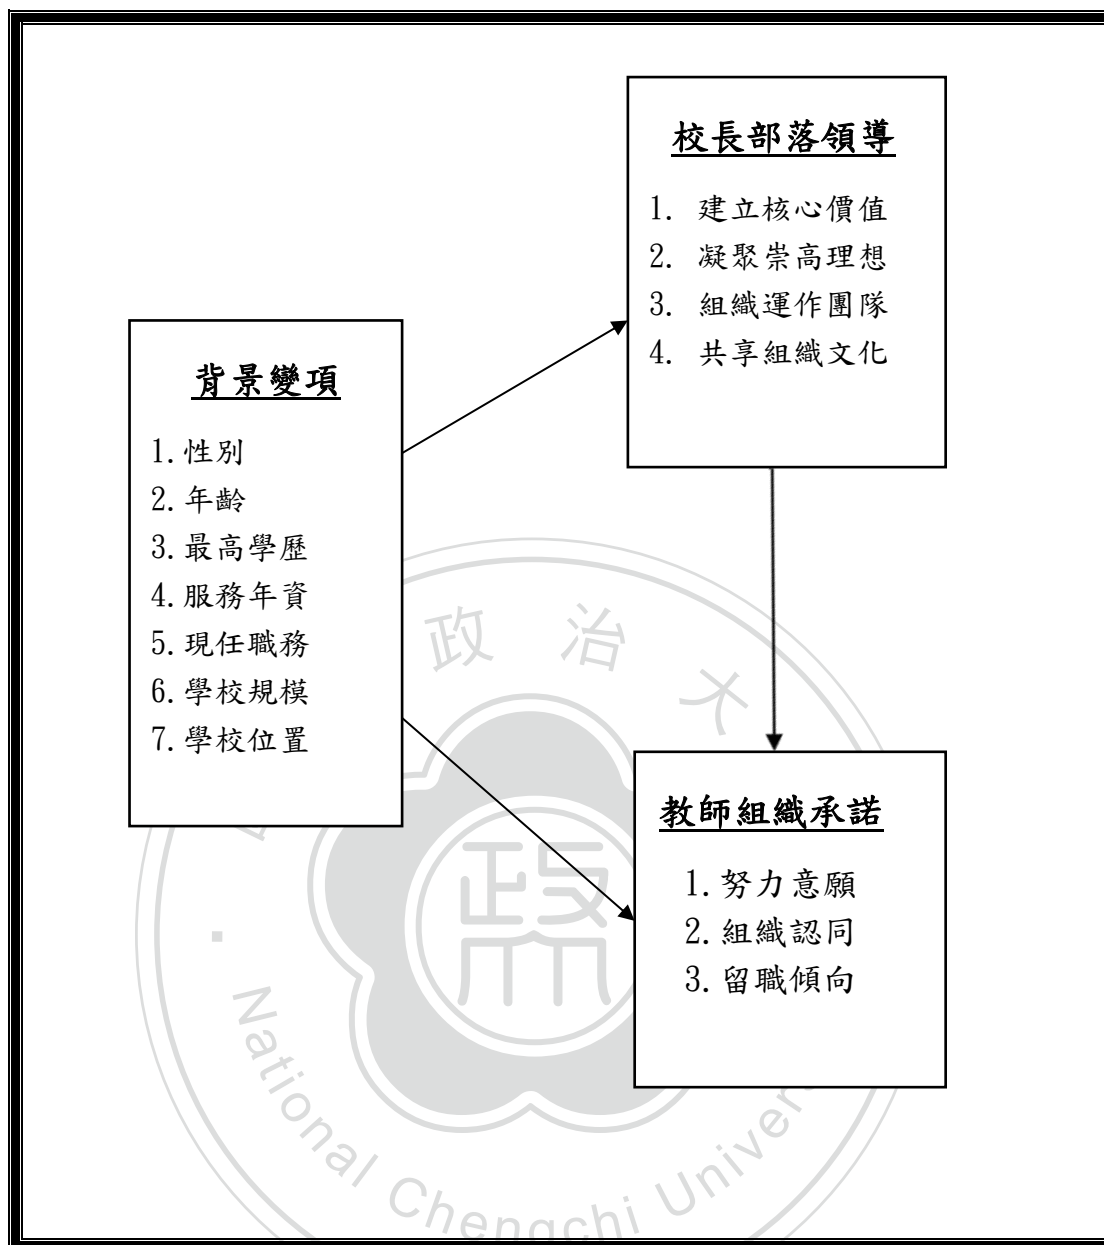 校長部落領導
1. 建立核心價值
2. 凝聚崇高理想
3. 組織運作團隊
4. 共享組織文化
背景變項
1.性別
2.年齡
3.最高學歷
4.服務年資
5.現任職務
6.學校規模
7.學校位置
教師組織承諾
1.努力意願
2.組織認同
3.留職傾向
政治大
政
National Chengchi Univer